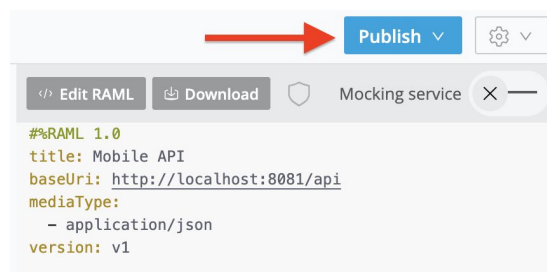 Publish
</> Edit RAML Download Mocking service
#%RAML 1.0
title: Mobile API
baseUri: http://localhost:8081/api
mediaType:
  - application/json
version: v1